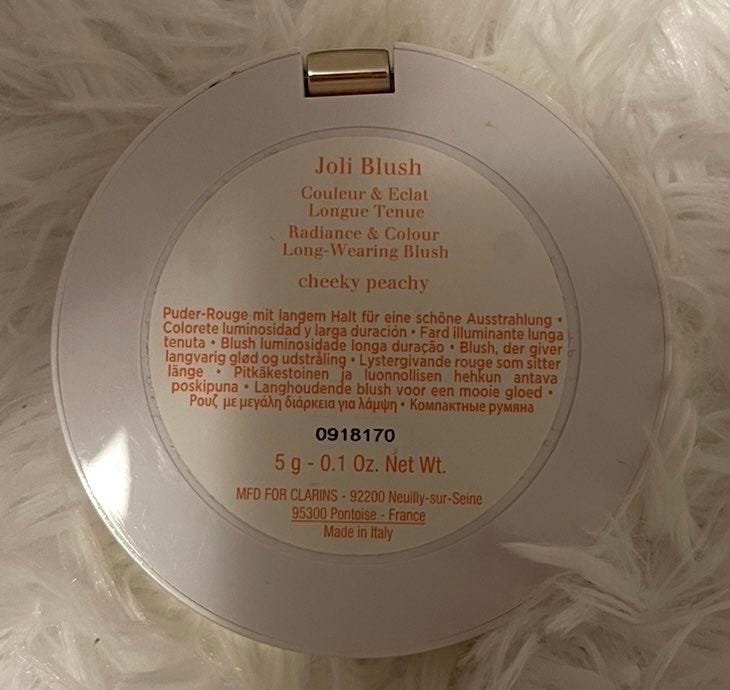 Joli Blush
Couleur & Eclat
Longue Tenue
Radiance & Colour
Long-Wearing Blush
cheeky peachy
Puder-Rouge mit langem Halt für eine schöne Ausstrahlung •
Colorete luminosidad y larga duración • Fard illuminante lunga
tenuta • Blush luminosidade longa duração • Blush, der giver
langvarig glød og udstråling • Lystergivende rouge som sitter
länge • Pitkäkestoinen ja luonnollisen hehkun antava
poskipuna • Langhoudende blush voor een mooie gloed •
Ρουζ με μεγάλη διάρκεια για λάμψη • Компактные румяна
0918170
5 g - 0.1 Oz. Net Wt.
MFD FOR CLARINS - 92200 Neuilly-sur-Seine
95300 Pontoise - France
Made in Italy